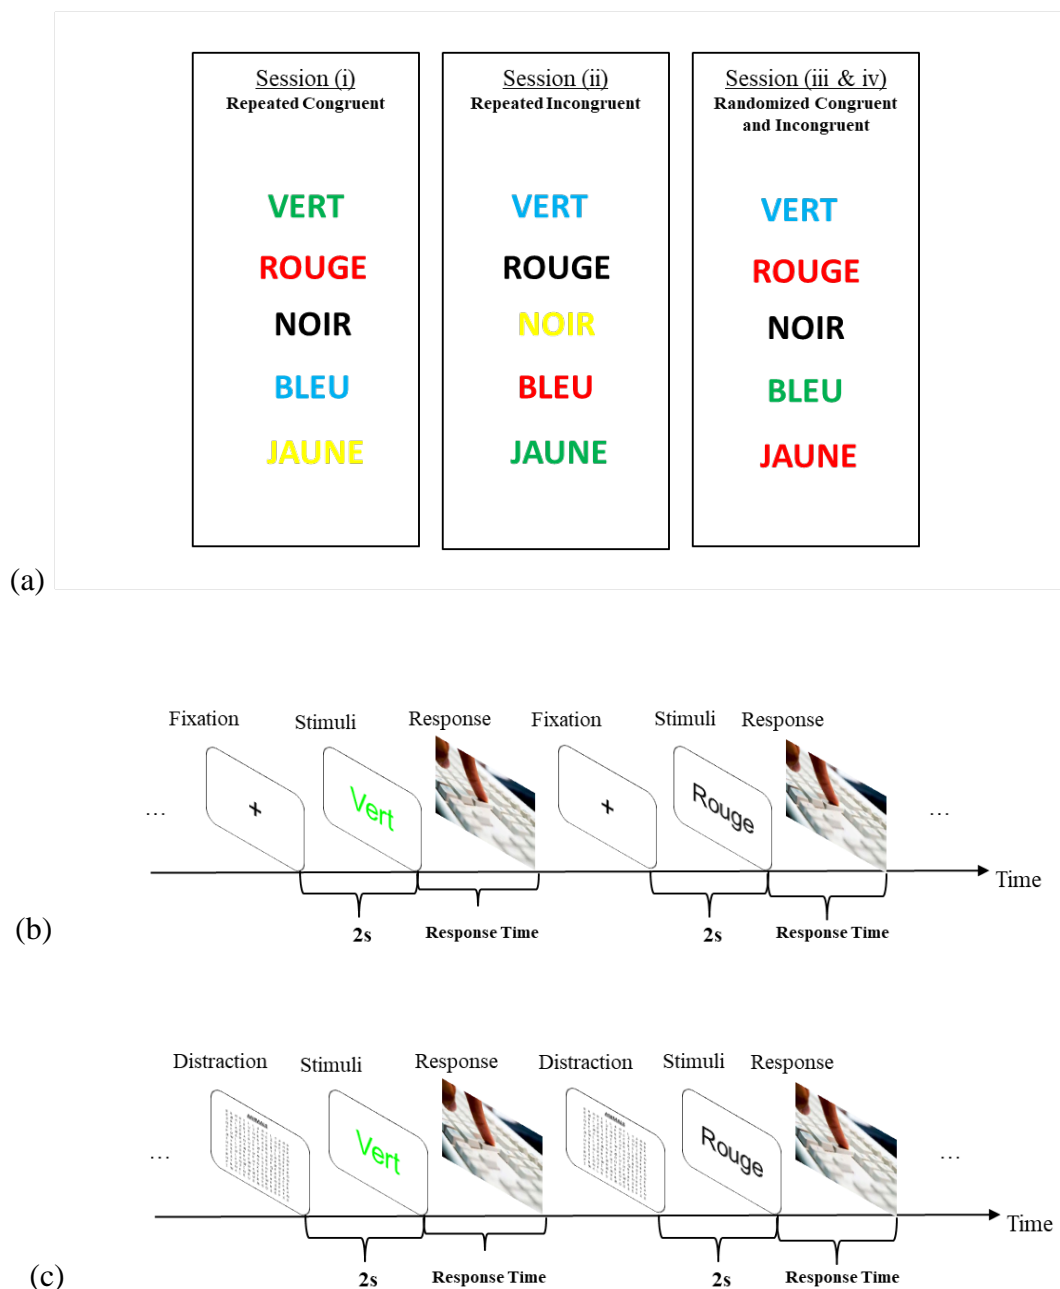 Session (i)
Repeated Congruent
VERT
ROUGE
NOIR
BLEU
JAUNE
Session (ii)
Repeated Incongruent
VERT
ROUGE
NOIR
BLEU
JAUNE
Session (iii & iv)
Randomized Congruent
and Incongruent
VERT
ROUGE
NOIR
BLEU
JAUNE
(a)
Fixation Stimuli Response Fixation Stimuli Response
... + Vert + Rouge ...
Time
2s Response Time 2s Response Time
(b)
Distraction Stimuli Response Distraction Stimuli Response
... Vert Rouge ...
Time
2s Response Time 2s Response Time
(c)